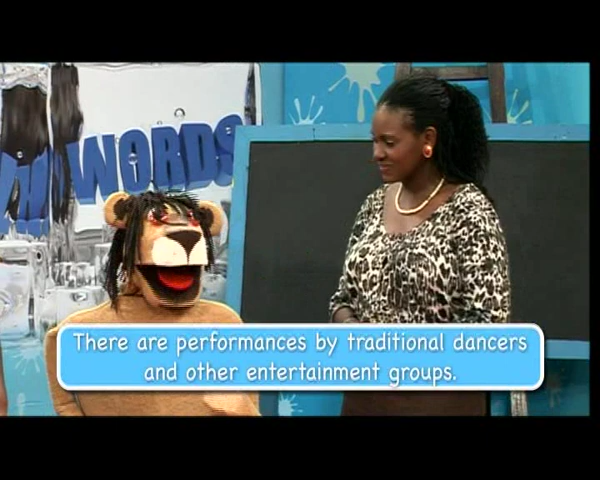 WORDS
There are performances by traditional dancers
and other entertainment groups.